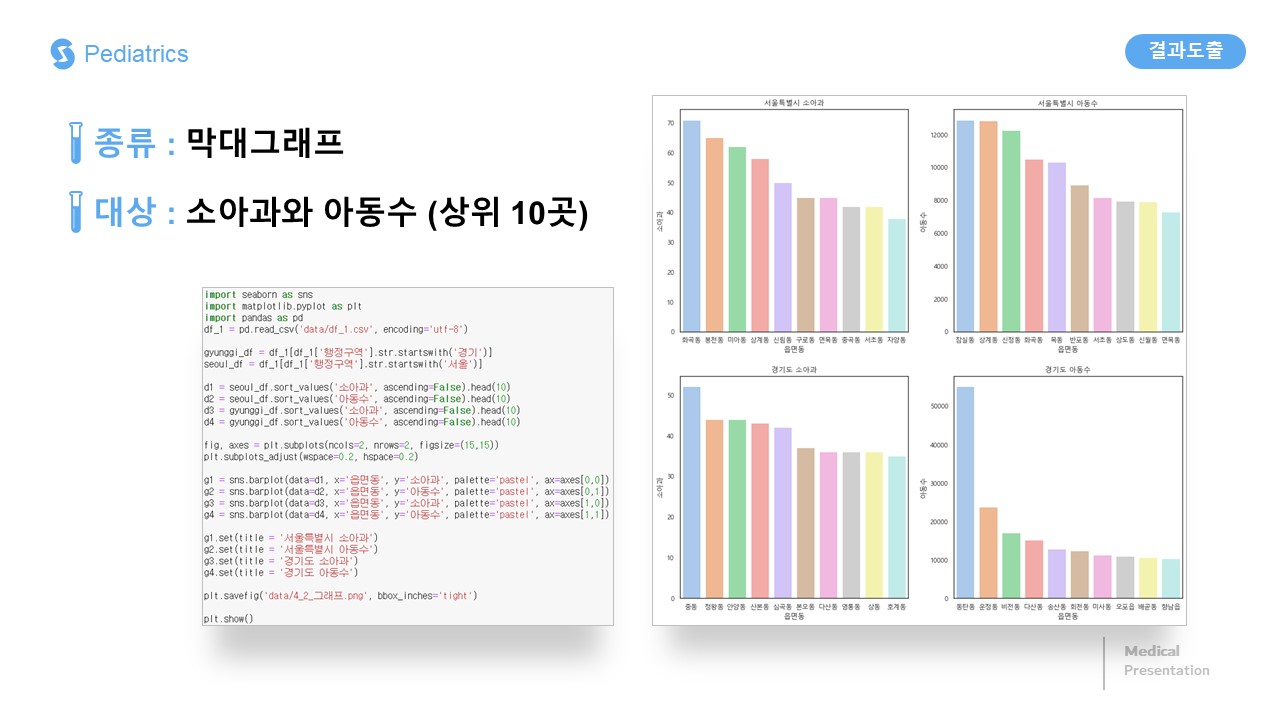 Pediatrics
결과도출
종류 : 막대그래프
대상 : 소아과와 아동수 (상위 10곳)
import seaborn as sns
import matplotlib.pyplot as plt
import pandas as pd
df_1 = pd.read_csv('data/df_1.csv', encoding='utf-8')
gyunggi_df = df_1[df_1['행정구역'].str.startswith('경기')]
seoul_df = df_1[df_1['행정구역'].str.startswith('서울')]
d1 = seoul_df.sort_values('소아과', ascending=False).head(10)
d2 = seoul_df.sort_values('아동수', ascending=False).head(10)
d3 = gyunggi_df.sort_values('소아과', ascending=False).head(10)
d4 = gyunggi_df.sort_values('아동수', ascending=False).head(10)
fig, axes = plt.subplots(ncols=2, nrows=2, figsize=(15,15))
plt.subplots_adjust(wspace=0.2, hspace=0.2)
g1 = sns.barplot(data=d1, x='읍면동', y='소아과', palette='pastel', ax=axes[0,0])
g2 = sns.barplot(data=d2, x='읍면동', y='아동수', palette='pastel', ax=axes[0,1])
g3 = sns.barplot(data=d3, x='읍면동', y='소아과', palette='pastel', ax=axes[1,0])
g4 = sns.barplot(data=d4, x='읍면동', y='아동수', palette='pastel', ax=axes[1,1])
g1.set(title = '서울특별시 소아과')
g2.set(title = '서울특별시 아동수')
g3.set(title = '경기도 소아과')
g4.set(title = '경기도 아동수')
plt.savefig('data/4_2_그래프.png', bbox_inches='tight')
plt.show()
서울특별시 소아과
70
60
50
40
30
20
10
0
소아과
화곡동 봉천동 미아동 상계동 신림동 구로동 면목동 중곡동 서초동 자양동
읍면동
서울특별시 아동수
12000
10000
8000
6000
4000
2000
0
아동수
잠실동 상계동 신정동 화곡동 목동 반포동 서초동 상도동 신월동 면목동
읍면동
경기도 소아과
50
40
30
20
10
0
소아과
중동 정왕동 안양동 산본동 심곡동 본오동 다산동 영통동 상동 호계동
읍면동
경기도 아동수
50000
40000
30000
20000
10000
0
아동수
동탄동 운정동 비전동 다산동 송산동 회천동 미사동 오포읍 배곧동 향남읍
읍면동
Medical
Presentation